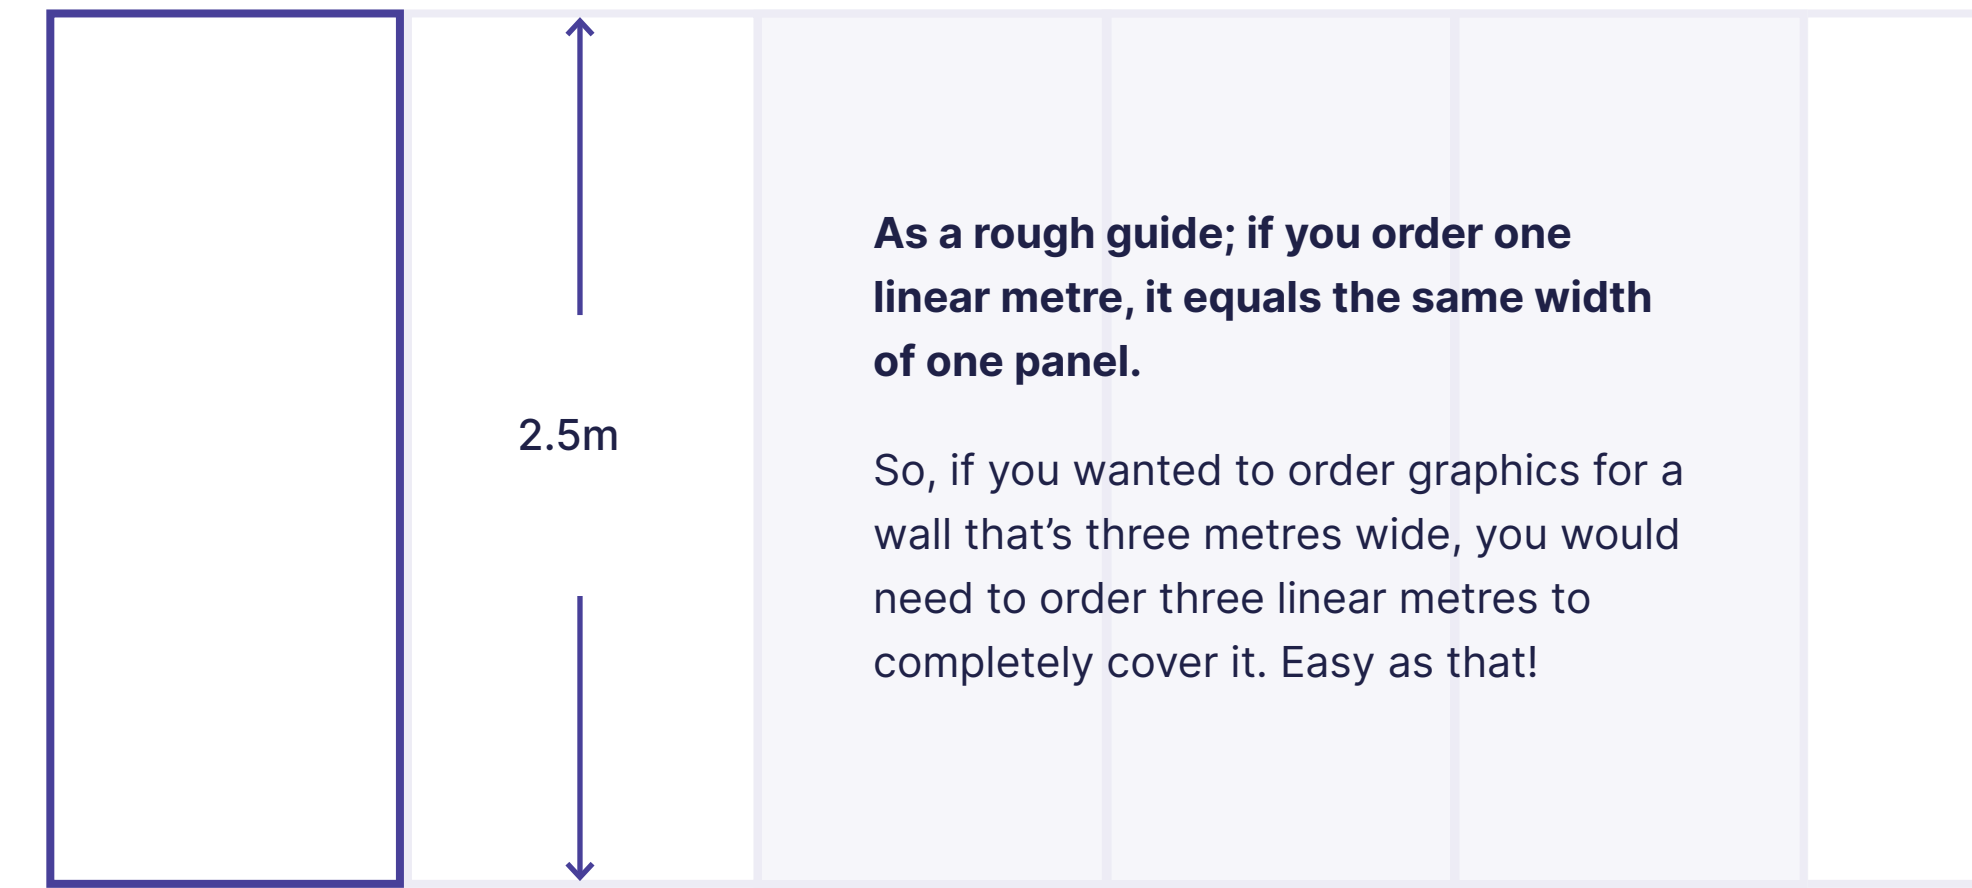 2.5m
As a rough guide; if you order one
linear metre, it equals the same width
of one panel.
So, if you wanted to order graphics for a
wall that’s three metres wide, you would
need to order three linear metres to
completely cover it. Easy as that!